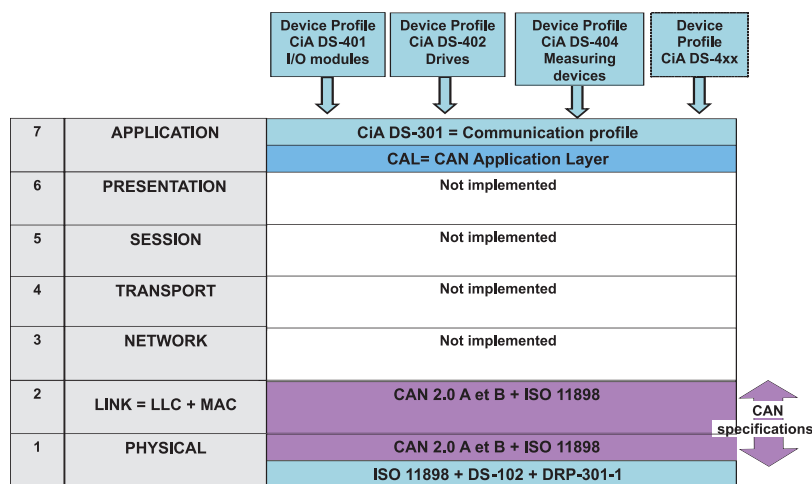 Device Profile
CiA DS-401
I/O modules
Device Profile
CiA DS-402
Drives
Device Profile
CiA DS-404
Measuring
devices
Device
Profile
CiA DS-4xx
7
APPLICATION
CiA DS-301 = Communication profile
CAL= CAN Application Layer
6
PRESENTATION
Not implemented
5
SESSION
Not implemented
4
TRANSPORT
Not implemented
3
NETWORK
Not implemented
2
LINK = LLC + MAC
CAN 2.0 A et B + ISO 11898
CAN
specifications
1
PHYSICAL
CAN 2.0 A et B + ISO 11898
ISO 11898 + DS-102 + DRP-301-1